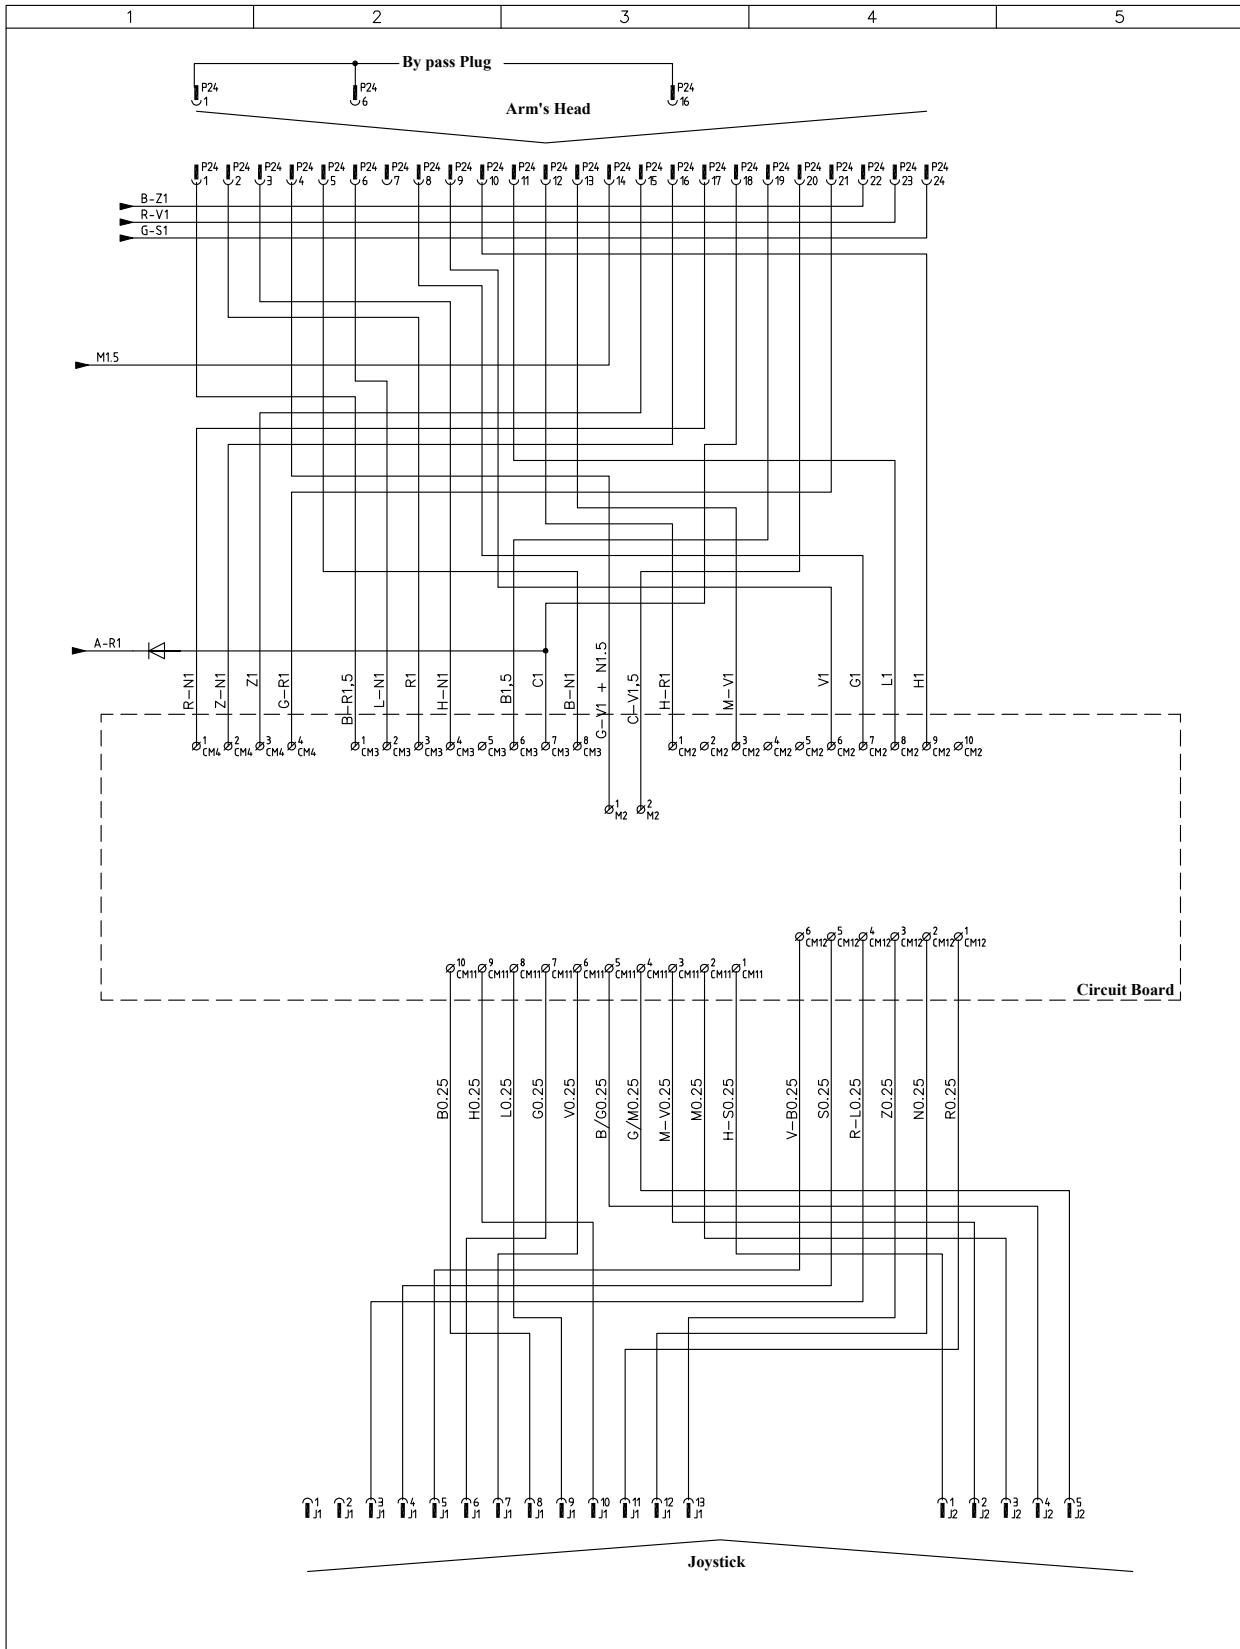 1 2 3 4 5
By pass Plug
P24 P24 P24
1 6 16
Arm's Head
P24 P24 P24 P24 P24 P24 P24 P24 P24 P24 P24 P24 P24 P24 P24 P24 P24 P24 P24 P24 P24 P24 P24 P24
1 2 3 4 5 6 7 8 9 10 11 12 13 14 15 16 17 18 19 20 21 22 23 24
B-Z1
R-V1
G-S1
M1.5
A-R1
R-N1 Z-N1 Z1 G-R1 B-R1,5 L-N1 R1 H-N1 B1,5 C1 B-N1 G-V1 + N1.5 C-V1,5 H-R1 M-V1 V1 G1 L1 H1
1 2 3 4 1 2 3 4 5 6 7 8 1 2 3 4 5 6 7 8 9 10
CM4 CM4 CM4 CM4 CM3 CM3 CM3 CM3 CM3 CM3 CM3 CM3 CM2 CM2 CM2 CM2 CM2 CM2 CM2 CM2 CM2 CM2
1 2
M2 M2
6 5 4 3 2 1
CM12 CM12 CM12 CM12 CM12 CM12
10 9 8 7 6 5 4 3 2 1
CM11 CM11 CM11 CM11 CM11 CM11 CM11 CM11 CM11 CM11
Circuit Board
B0.25 H0.25 L0.25 G0.25 V0.25 B/G0.25 G/M0.25 M-V0.25 M0.25 H-S0.25 V-B0.25 S0.25 R-L0.25 Z0.25 N0.25 R0.25
1 2 3 4 5 6 7 8 9 10 11 12 13 1 2 3 4 5
J1 J1 J1 J1 J1 J1 J1 J1 J1 J1 J1 J1 J1 J2 J2 J2 J2 J2
Joystick